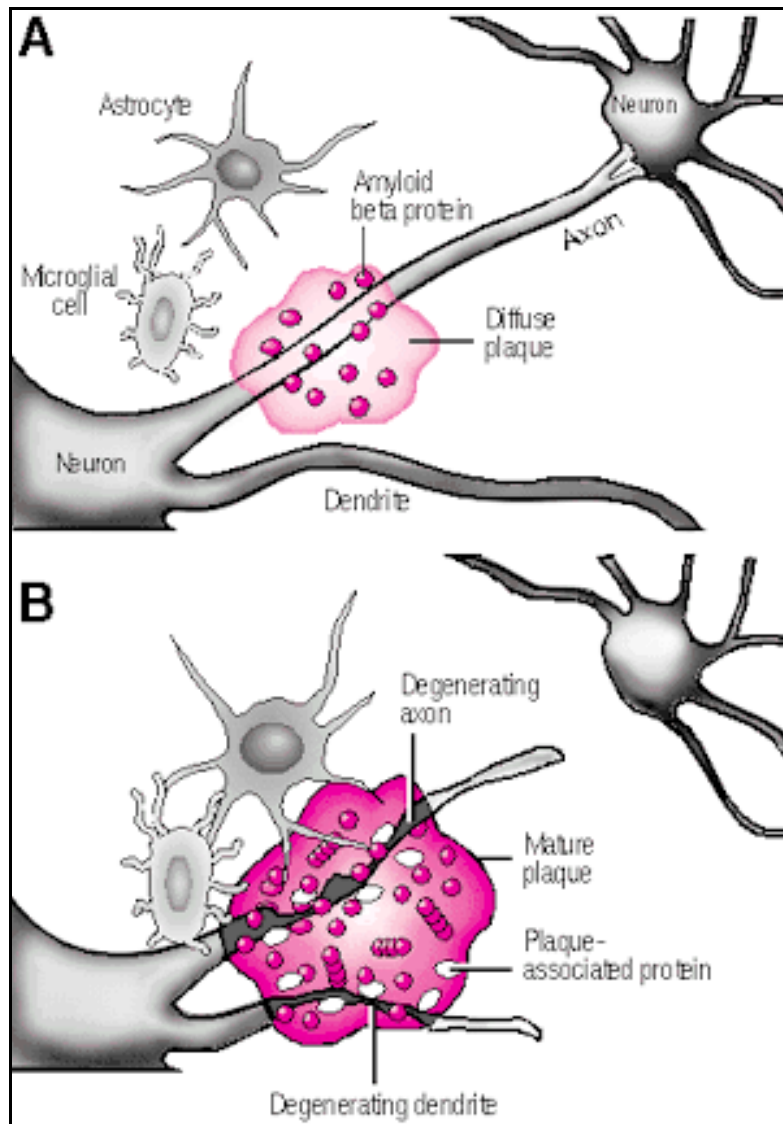 A
Astrocyte
Neuron
Amyloid
beta protein
Axon
Microglial
cell
Diffuse
plaque
Neuron
Dendrite
B
Degenerating
axon
Mature
plaque
Plaque-
associated protein
Degenerating dendrite